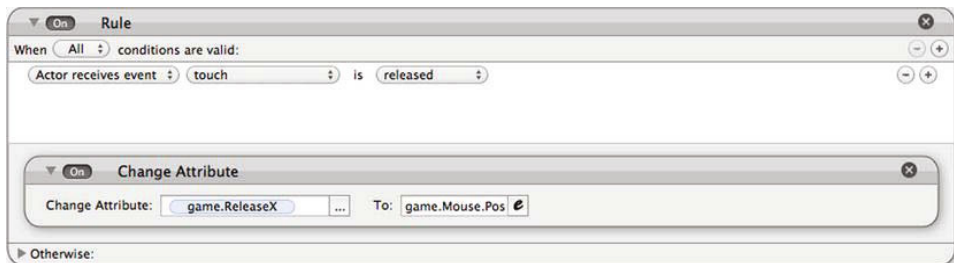 On Rule
When All conditions are valid:
Actor receives event touch is released
On Change Attribute
Change Attribute: game.ReleaseX ... To: game.Mouse.Pos e
Otherwise: